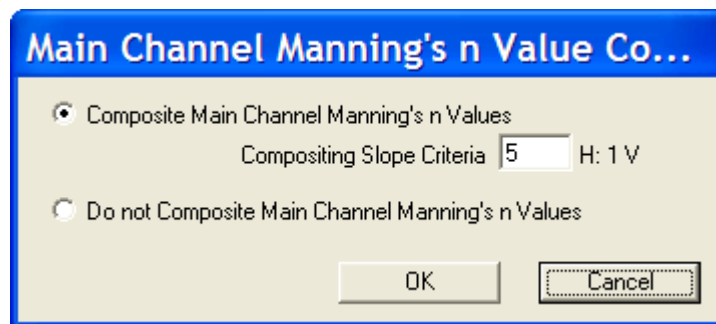 Main Channel Manning's n Value Co...
Composite Main Channel Manning's n Values
Compositing Slope Criteria 5 H: 1 V
Do not Composite Main Channel Manning's n Values
OK Cancel